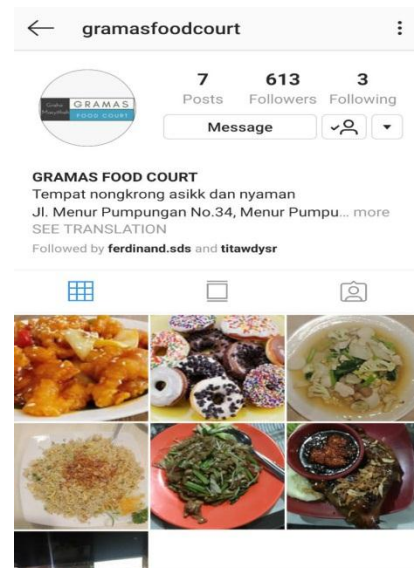 gramasfoodcourt
7 613 3
Posts Followers Following
Message
Graha
GRAMAS
FOOD COURT
GRAMAS FOOD COURT
Tempat nongkrong asikk dan nyaman
Jl. Menur Pumpungan No.34, Menur Pumpu... more
SEE TRANSLATION
Followed by ferdinand.sds and titawdysr